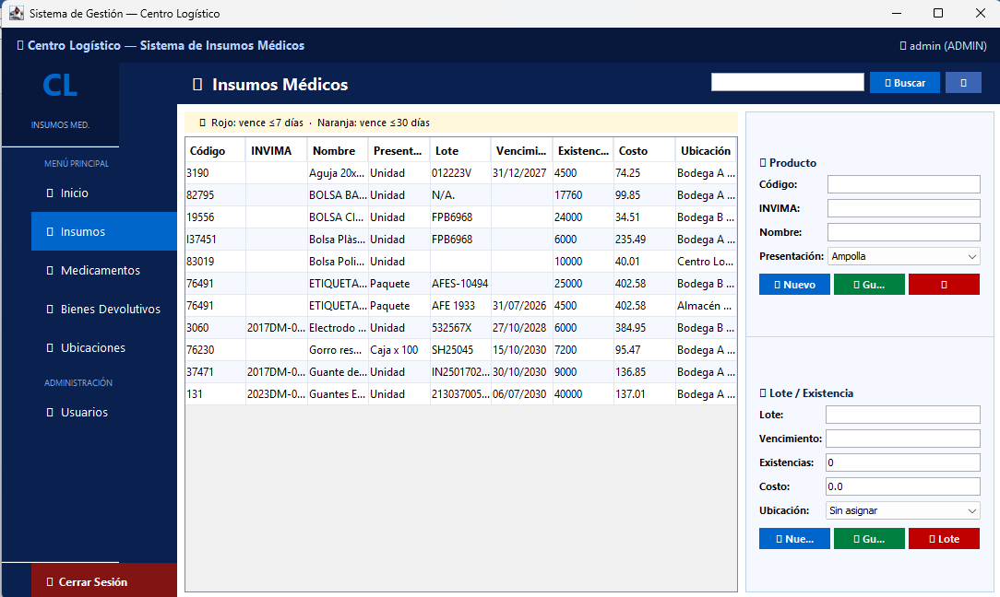 Sistema de Gestión — Centro Logístico
Centro Logístico — Sistema de Insumos Médicos
admin (ADMIN)
CL
INSUMOS MED.
MENÚ PRINCIPAL
Inicio
Insumos
Medicamentos
Bienes Devolutivos
Ubicaciones
ADMINISTRACIÓN
Usuarios
Cerrar Sesión
Insumos Médicos
Buscar
Rojo: vence ≤7 días · Naranja: vence ≤30 días
Código INVIMA Nombre Present... Lote Vencimi... Existenc... Costo Ubicación
3190 Aguja 20x... Unidad 012223V 31/12/2027 4500 74.25 Bodega A ...
82795 BOLSA BA... Unidad N/A. 17760 99.85 Bodega A ...
19556 BOLSA CI... Unidad FPB6968 24000 34.51 Bodega B ...
I37451 Bolsa Plàs... Unidad FPB6968 6000 235.49 Bodega A ...
83019 Bolsa Poli... Unidad 10000 40.01 Centro Lo...
76491 ETIQUETA... Paquete AFES-10494 25000 402.58 Bodega A ...
76491 ETIQUETA... Paquete AFE 1933 31/07/2026 4500 402.58 Almacén ...
3060 2017DM-0... Electrodo ... Unidad 532567X 27/10/2028 6000 384.95 Bodega B ...
76230 Gorro res... Caja x 100 SH25045 15/10/2030 7200 95.47 Bodega A ...
37471 2017DM-0... Guante de... Unidad IN2501702... 30/10/2030 9000 136.85 Bodega A ...
131 2023DM-0... Guantes E... Unidad 213037005... 06/07/2030 40000 137.01 Bodega A ...
Producto
Código:
INVIMA:
Nombre:
Presentación: Ampolla
Nuevo Gu...
Lote / Existencia
Lote:
Vencimiento:
Existencias: 0
Costo: 0.0
Ubicación: Sin asignar
Nue... Gu... Lote